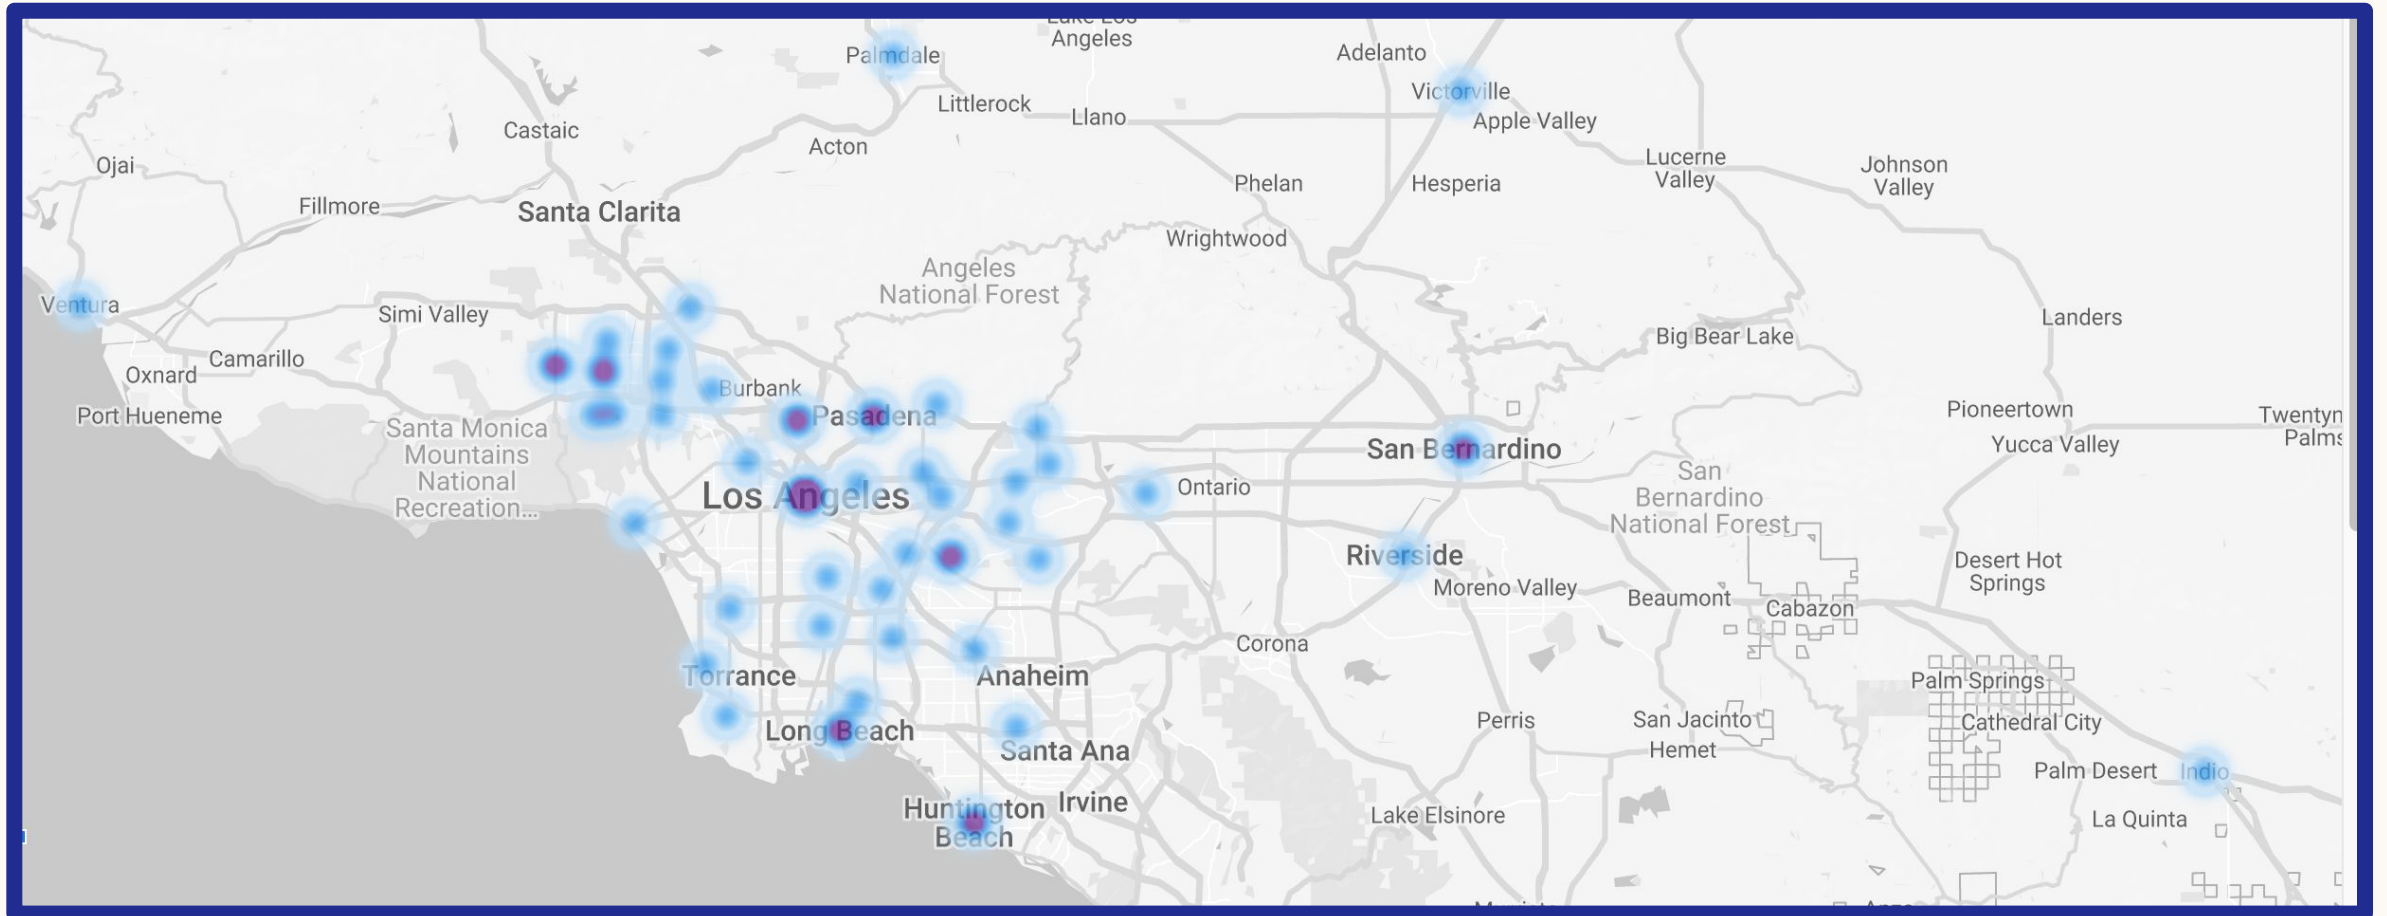 Lake Los
Angeles
Palmdale
Adelanto
Victorville
Littlerock
Llano
Apple Valley
Castaic
Acton
Ojai
Lucerne
Valley
Johnson
Valley
Phelan
Hesperia
Fillmore
Santa Clarita
Wrightwood
Angeles
National Forest
Ventura
Simi Valley
Landers
Big Bear Lake
Camarillo
Oxnard
Burbank
Port Hueneme
Pasadena
Pioneertown
Twentyn
Palms
Yucca Valley
Santa Monica
Mountains
National
Recreation...
San Bernardino
San
Bernardino
National Forest
Los Angeles
Ontario
Riverside
Moreno Valley
Desert Hot
Springs
Beaumont
Cabazon
Corona
Torrance
Anaheim
Palm Springs
Long Beach
Perris
San Jacinto
Cathedral City
Santa Ana
Hemet
Palm Desert
Indio
Huntington
Beach
Irvine
Lake Elsinore
La Quinta